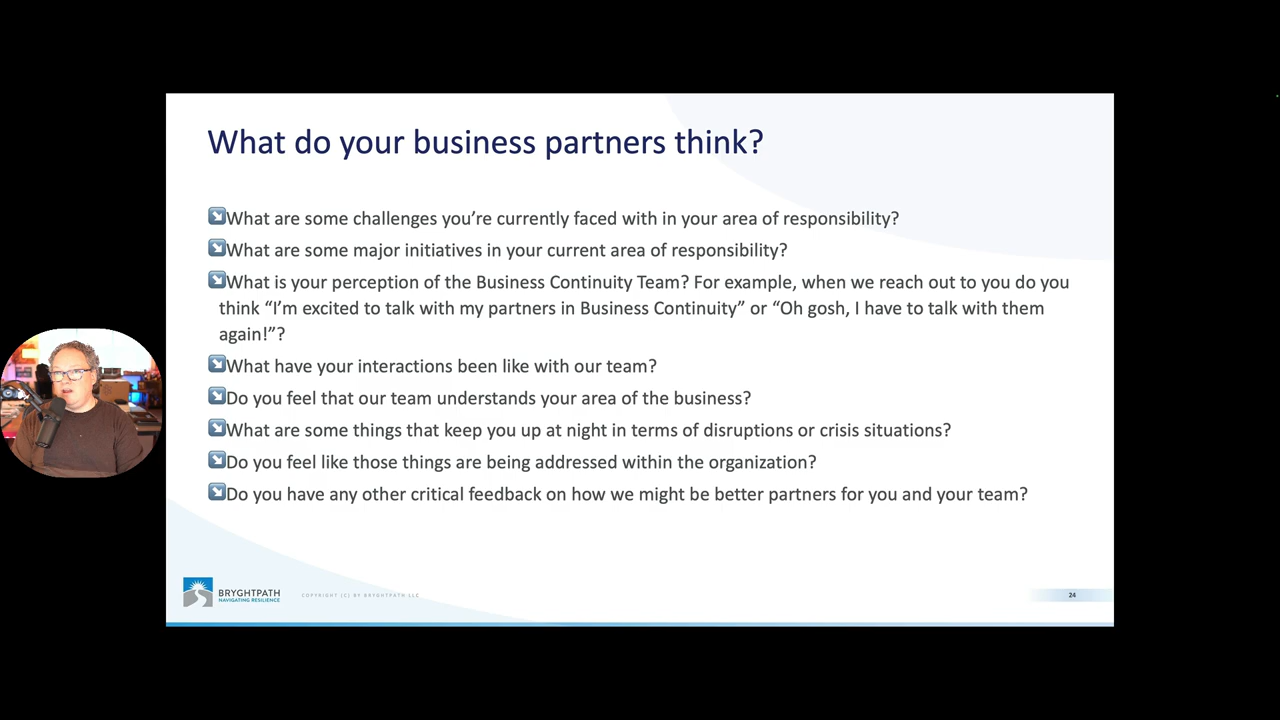 What do your business partners think?
What are some challenges you’re currently faced with in your area of responsibility?
What are some major initiatives in your current area of responsibility?
What is your perception of the Business Continuity Team? For example, when we reach out to you do you
think “I’m excited to talk with my partners in Business Continuity” or “Oh gosh, I have to talk with them
again!”?
What have your interactions been like with our team?
Do you feel that our team understands your area of the business?
What are some things that keep you up at night in terms of disruptions or crisis situations?
Do you feel like those things are being addressed within the organization?
Do you have any other critical feedback on how we might be better partners for you and your team?
BRYGHTPATH
NAVIGATING RESILIENCE
COPYRIGHT (C) BY BRYGHTPATH LLC
24